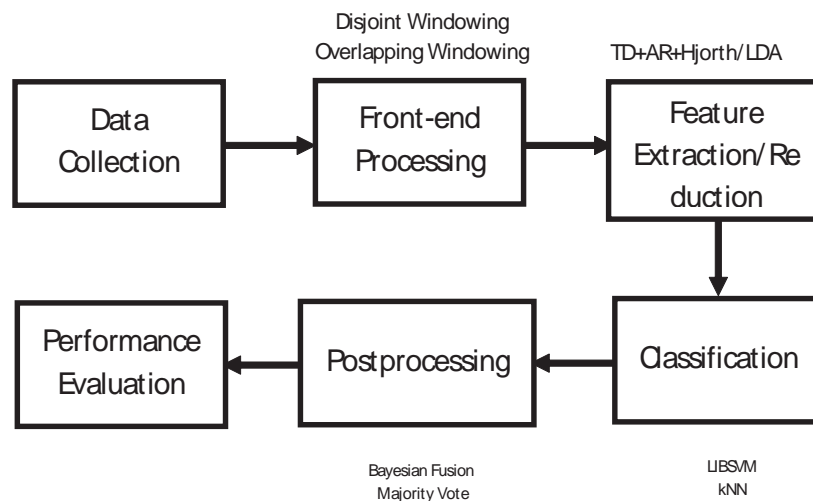 Disjoint Windowing
Overlapping Windowing
TD+AR+Hjorth/LDA
Data
Collection
Front-end
Processing
Feature
Extraction/Re
duction
Performance
Evaluation
Postprocessing
Classification
Bayesian Fusion
Majority Vote
LIBSVM
kNN